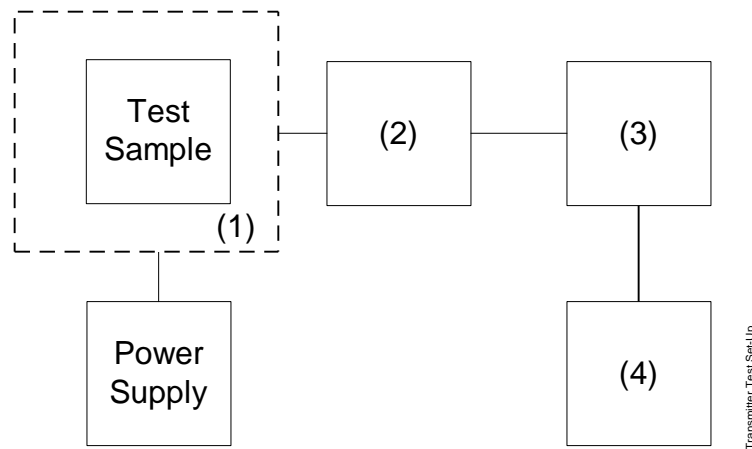 Test
Sample
(1)
(2)
(3)
Power
Supply
(4)
Transmitter Test Set-Up